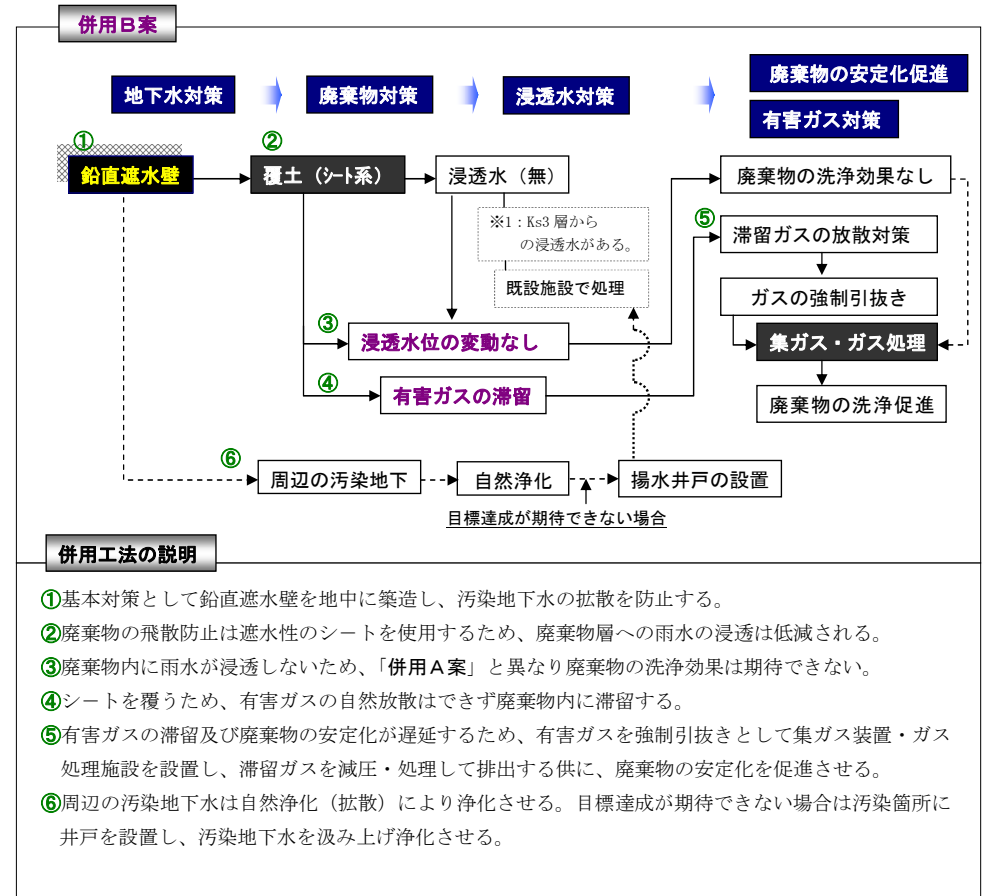 併用Ｂ案
地下水対策
廃棄物対策
浸透水対策
廃棄物の安定化促進
有害ガス対策
①
鉛直遮水壁
②
覆土（ｼｰﾄ系）
浸透水（無）
※1：Ks3 層から
の浸透水がある。
既設施設で処理
廃棄物の洗浄効果なし
⑤
滞留ガスの放散対策
ガスの強制引抜き
集ガス・ガス処理
廃棄物の洗浄促進
③
浸透水位の変動なし
④
有害ガスの滞留
⑥
周辺の汚染地下
自然浄化
揚水井戸の設置
目標達成が期待できない場合
併用工法の説明
①基本対策として鉛直遮水壁を地中に築造し、汚染地下水の拡散を防止する。
②廃棄物の飛散防止は遮水性のシートを使用するため、廃棄物層への雨水の浸透は低減される。
③廃棄物内に雨水が浸透しないため、「併用Ａ案」と異なり廃棄物の洗浄効果は期待できない。
④シートを覆うため、有害ガスの自然放散はできず廃棄物内に滞留する。
⑤有害ガスの滞留及び廃棄物の安定化が遅延するため、有害ガスを強制引抜きとして集ガス装置・ガス
処理施設を設置し、滞留ガスを減圧・処理して排出する供に、廃棄物の安定化を促進させる。
⑥周辺の汚染地下水は自然浄化（拡散）により浄化させる。目標達成が期待できない場合は汚染箇所に
井戸を設置し、汚染地下水を汲み上げ浄化させる。